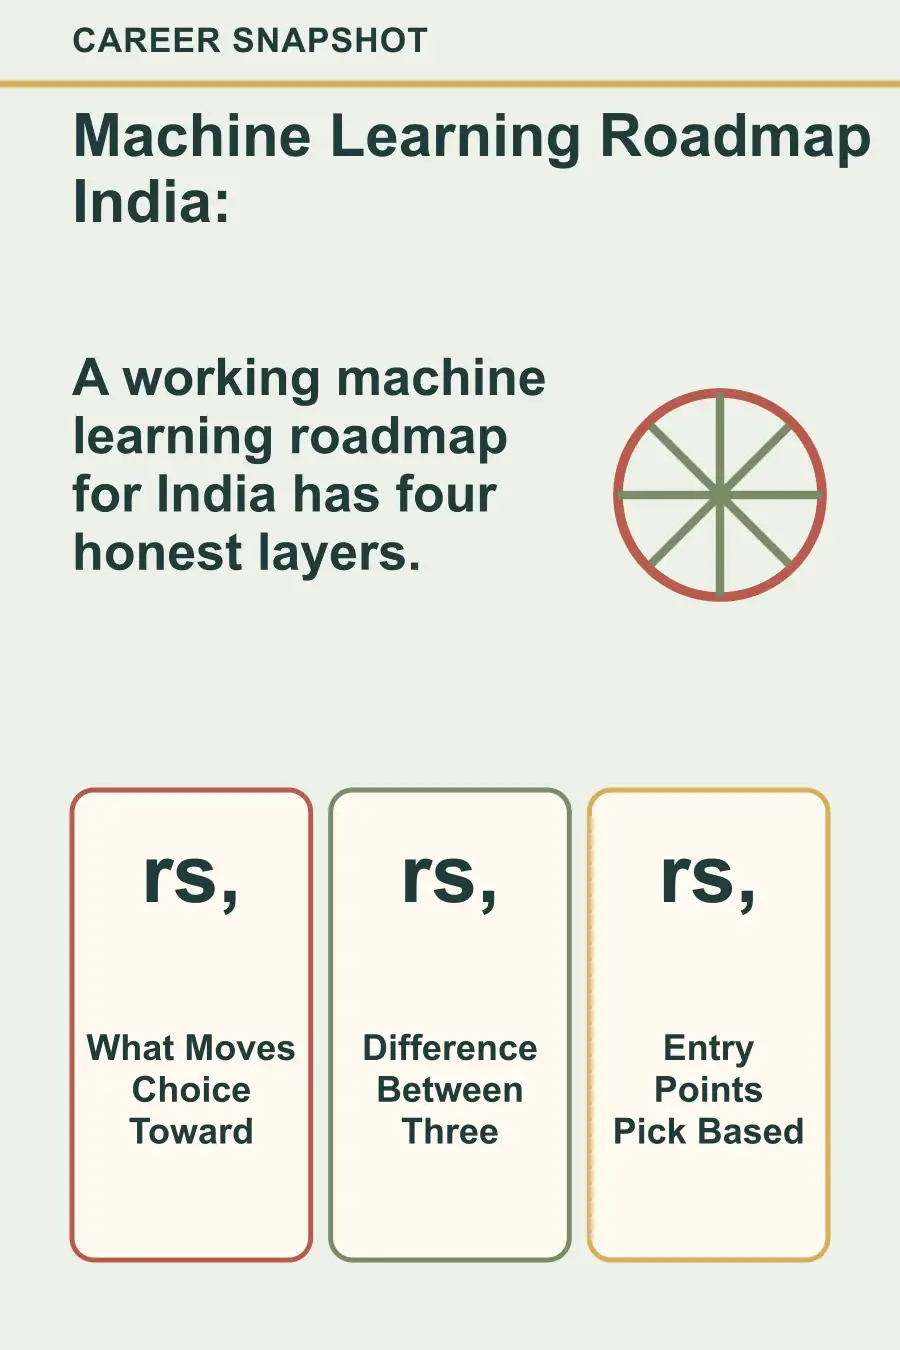 CAREER SNAPSHOT
Machine Learning Roadmap
India:
A working machine
learning roadmap
for India has four
honest layers.
rs,
What Moves
Choice
Toward
rs,
Difference
Between
Three
rs,
Entry
Points
Pick Based